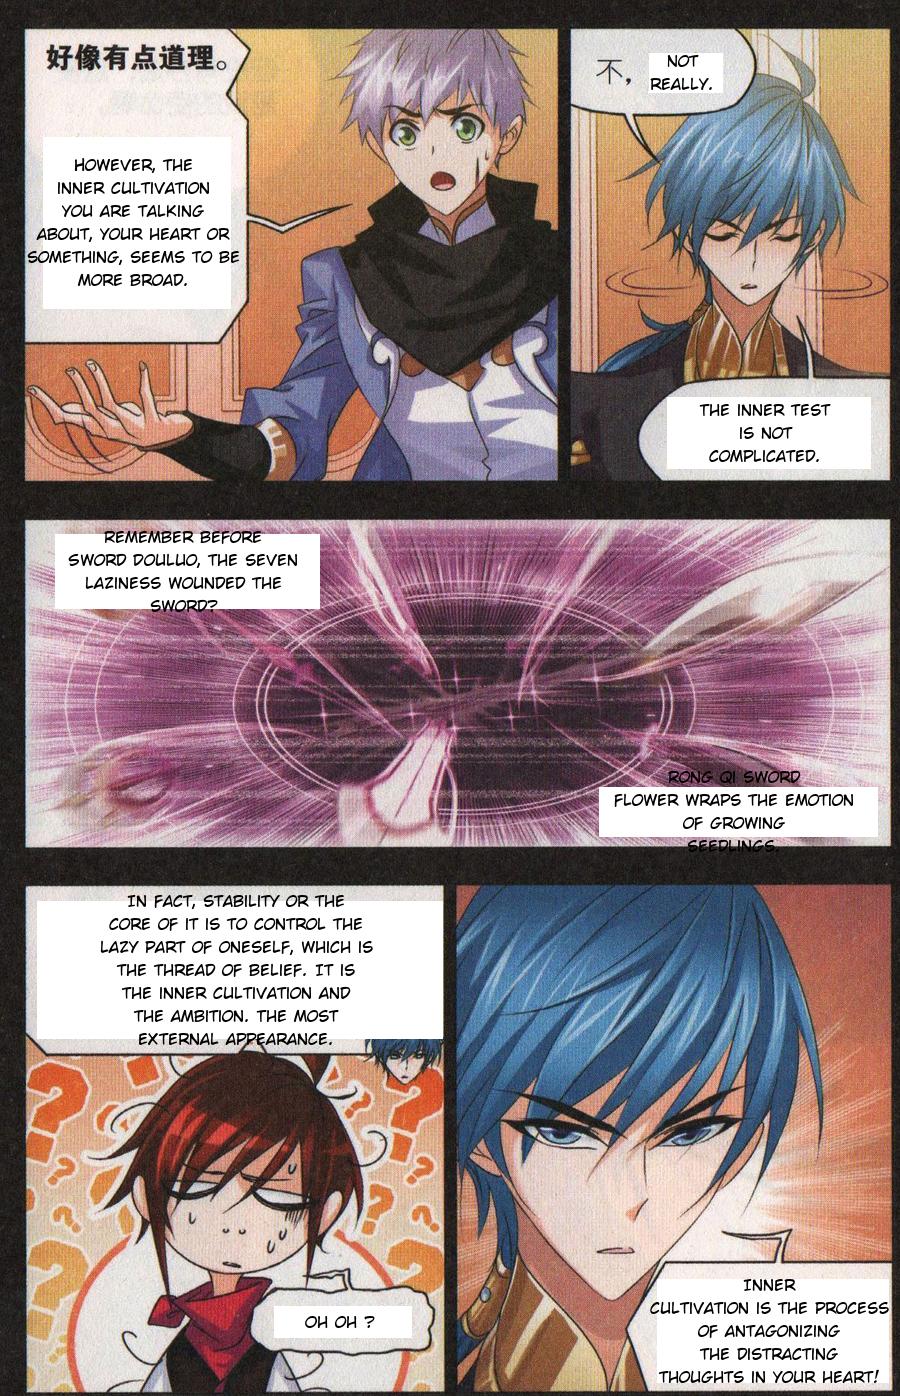 好像有点道理。
HOWEVER, THE
INNER CULTIVATION
YOU ARE TALKING
ABOUT, YOUR HEART OR
SOMETHING, SEEMS TO BE
MORE BROAD.
不, NOT
REALLY.
THE INNER TEST
IS NOT
COMPLICATED.
REMEMBER BEFORE
SWORD DOULUO, THE SEVEN
LAZINESS WOUNDED THE
SWORD?
RONG QI SWORD
FLOWER WRAPS THE EMOTION
OF GROWING
SEEDLINGS.
IN FACT, STABILITY OR THE
CORE OF IT IS TO CONTROL THE
LAZY PART OF ONESELF, WHICH IS
THE THREAD OF BELIEF. IT IS
THE INNER CULTIVATION AND
THE AMBITION. THE MOST
EXTERNAL APPEARANCE.
OH OH ?
INNER
CULTIVATION IS THE PROCESS
OF ANTAGONIZING
THE DISTRACTING
THOUGHTS IN YOUR HEART!